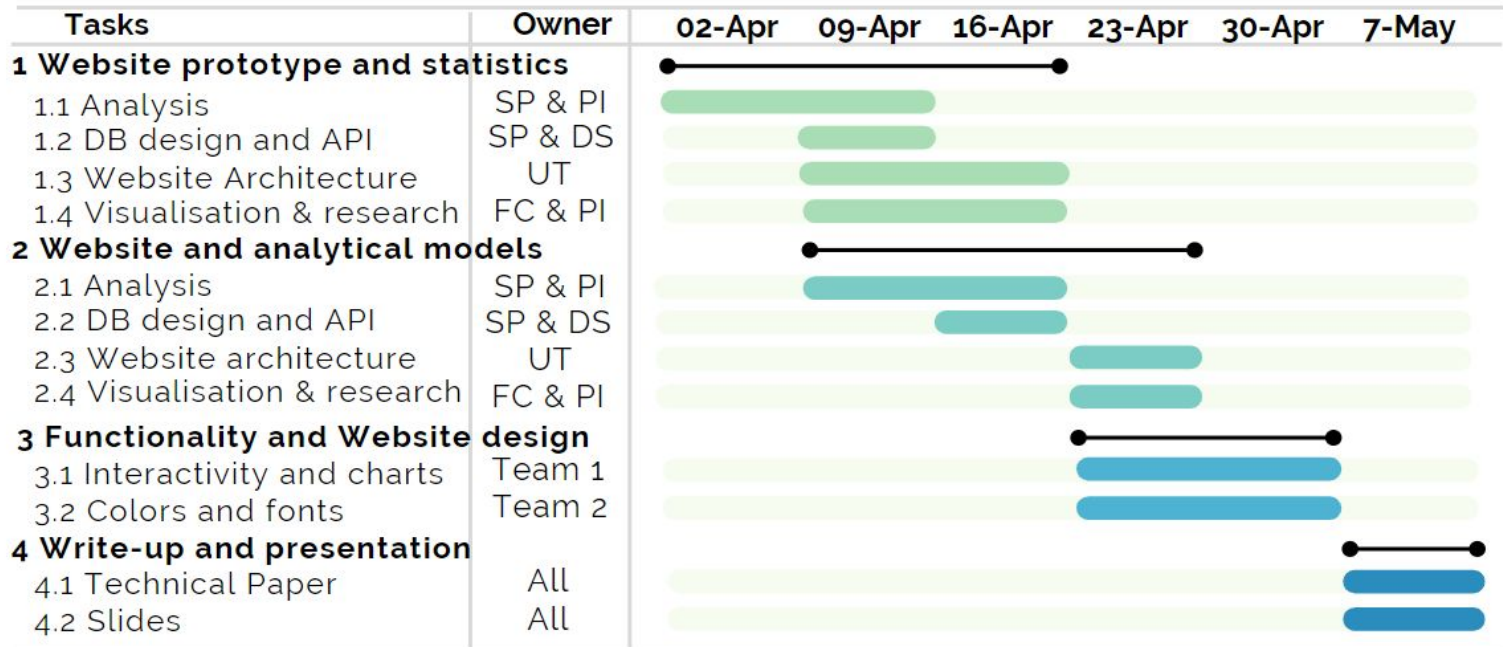 Tasks Owner 02-Apr 09-Apr 16-Apr 23-Apr 30-Apr 7-May
1 Website prototype and statistics
1.1 Analysis SP & PI
1.2 DB design and API SP & DS
1.3 Website Architecture UT
1.4 Visualisation & research FC & PI
2 Website and analytical models
2.1 Analysis SP & PI
2.2 DB design and API SP & DS
2.3 Website architecture UT
2.4 Visualisation & research FC & PI
3 Functionality and Website design
3.1 Interactivity and charts Team 1
3.2 Colors and fonts Team 2
4 Write-up and presentation
4.1 Technical Paper All
4.2 Slides All